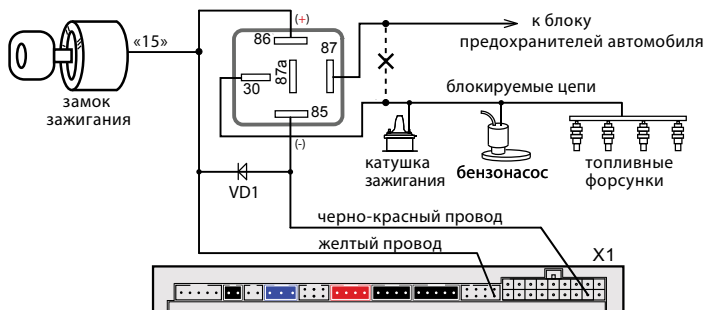 «15»
замок
зажигания
(+)
86
87
87a
30
85
(-)
к блоку
предохранителей автомобиля
блокируемые цепи
катушка
зажигания
бензонасос
топливные
форсунки
VD1
черно-красный провод
желтый провод
X1